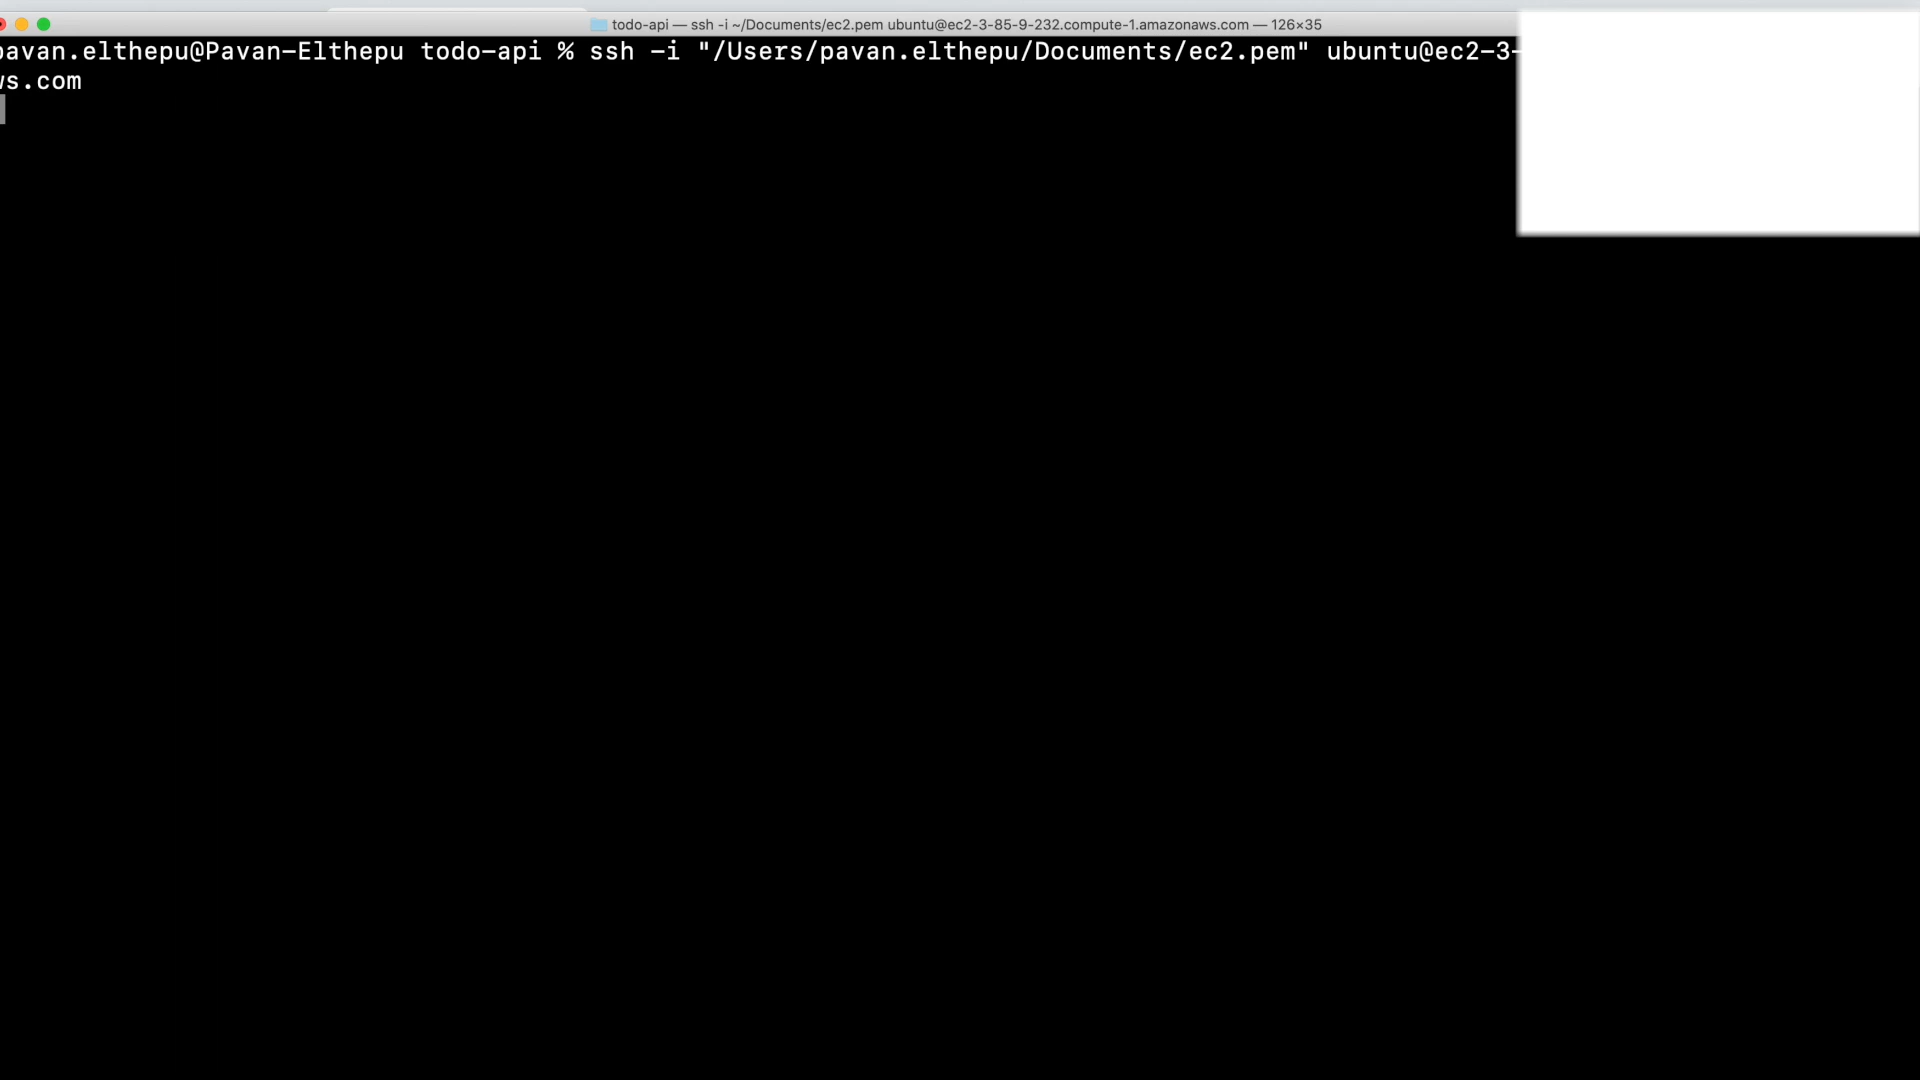 todo-api — ssh -i ~/Documents/ec2.pem ubuntu@ec2-3-85-9-232.compute-1.amazonaws.com — 126×35
pavan.elthepu@Pavan-Elthepu todo-api % ssh -i "/Users/pavan.elthepu/Documents/ec2.pem" ubuntu@ec2-3-
ws.com